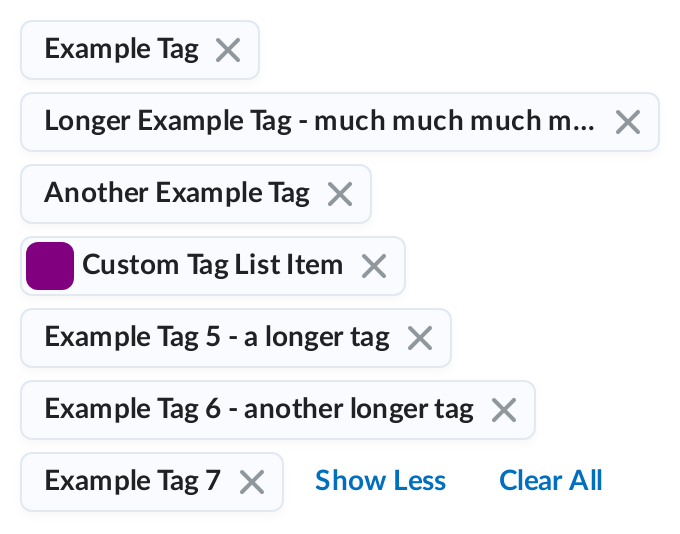 Example Tag
Longer Example Tag - much much much m...
Another Example Tag
Custom Tag List Item
Example Tag 5 - a longer tag
Example Tag 6 - another longer tag
Example Tag 7 Show Less Clear All